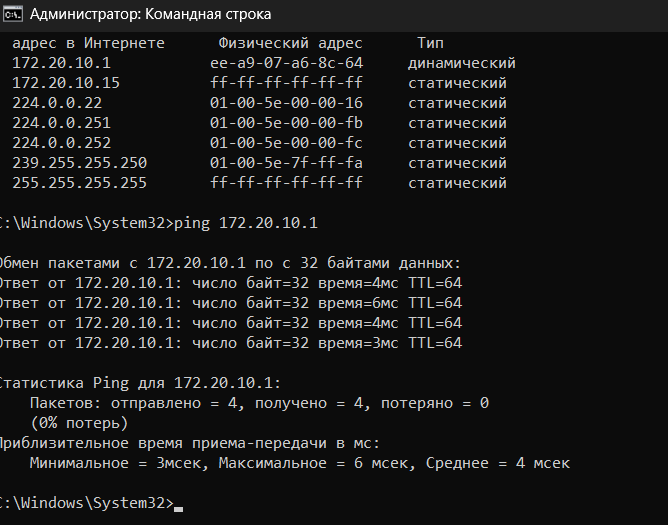 Администратор: Командная строка
адрес в Интернете Физический адрес Тип
172.20.10.1 ee-a9-07-a6-8c-64 динамический
172.20.10.15 ff-ff-ff-ff-ff-ff статический
224.0.0.22 01-00-5e-00-00-16 статический
224.0.0.251 01-00-5e-00-00-fb статический
224.0.0.252 01-00-5e-00-00-fc статический
239.255.255.250 01-00-5e-7f-ff-fa статический
255.255.255.255 ff-ff-ff-ff-ff-ff статический
C:\Windows\System32>ping 172.20.10.1
Обмен пакетами с 172.20.10.1 по с 32 байтами данных:
Ответ от 172.20.10.1: число байт=32 время=4мс TTL=64
Ответ от 172.20.10.1: число байт=32 время=6мс TTL=64
Ответ от 172.20.10.1: число байт=32 время=4мс TTL=64
Ответ от 172.20.10.1: число байт=32 время=3мс TTL=64
Статистика Ping для 172.20.10.1:
Пакетов: отправлено = 4, получено = 4, потеряно = 0
(0% потерь)
Приблизительное время приема-передачи в мс:
Минимальное = 3мсек, Максимальное = 6 мсек, Среднее = 4 мсек
C:\Windows\System32>